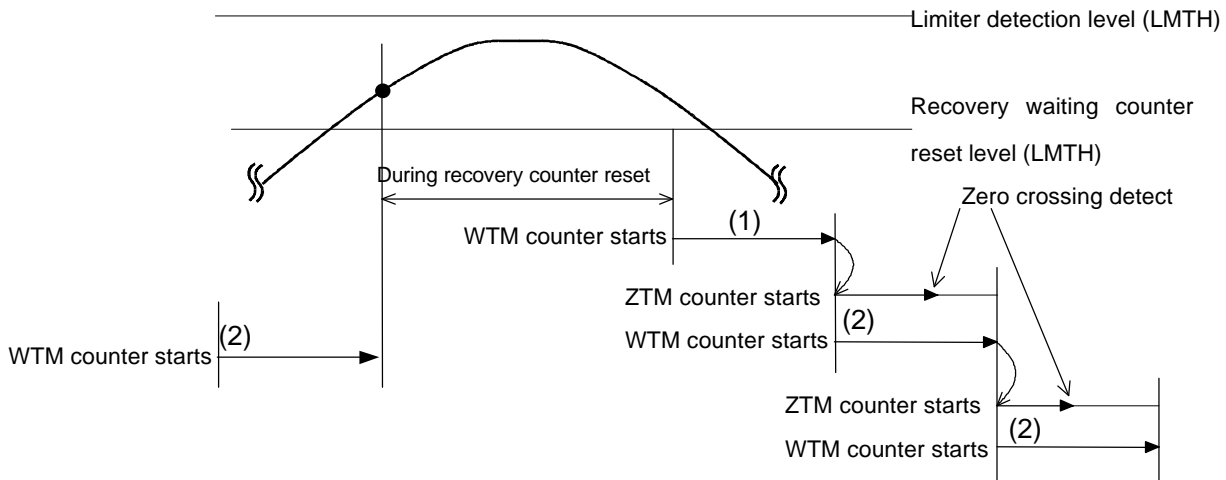 Limiter detection level (LMTH)
Recovery waiting counter
reset level (LMTH)
During recovery counter reset
Zero crossing detect
WTM counter starts
(1)
ZTM counter starts
(2)
WTM counter starts
(2)
WTM counter starts
ZTM counter starts
(2)
WTM counter starts